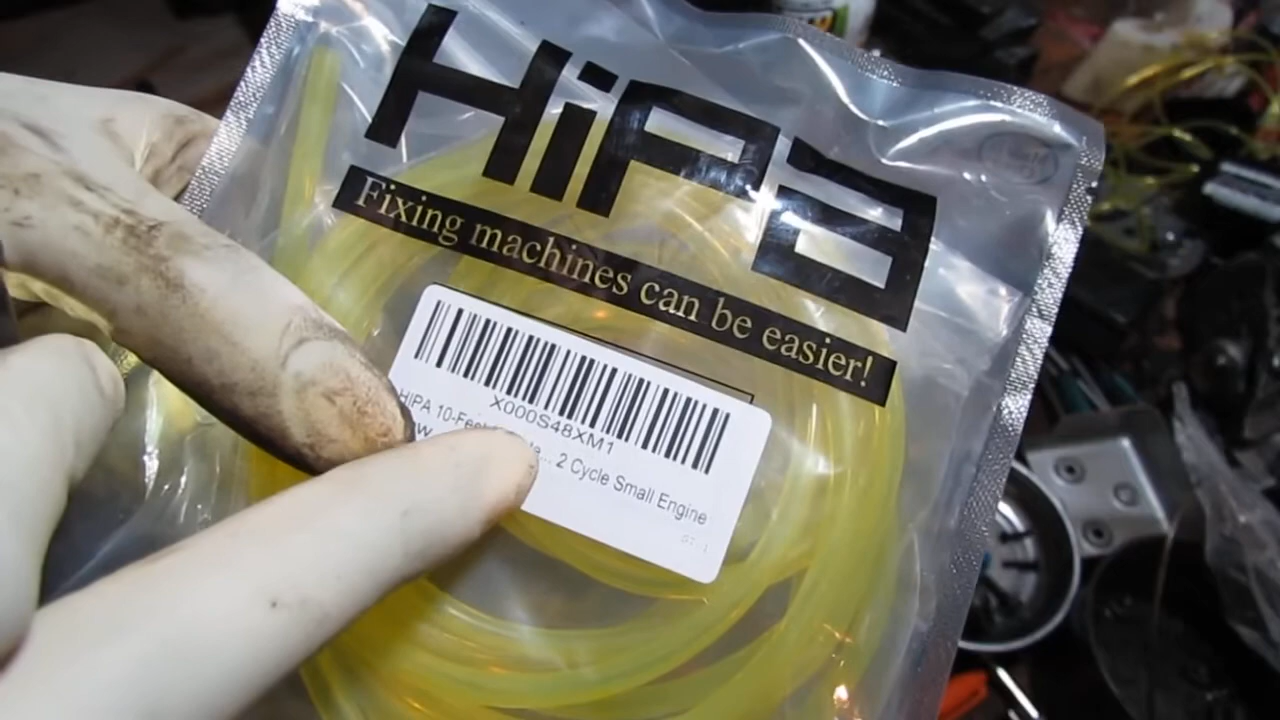 HiPa
Fixing machines can be easier!
X000S48XM1
HIPA 10-Feet ... 2 Cycle Small Engine